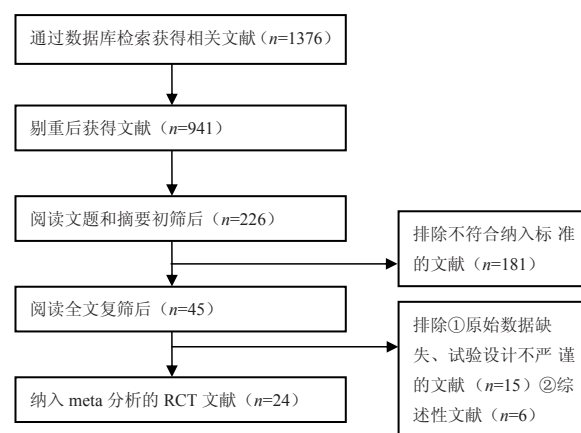 通过数据库检索获得相关文献（n=1376）
剔重后获得文献（n=941）
阅读文题和摘要初筛后（n=226）
排除不符合纳入标 准
的文献（n=181）
阅读全文复筛后（n=45）
排除①原始数据缺
失、试验设计不严 谨
的文献（n=15）②综
述性文献（n=6）
纳入 meta 分析的 RCT 文献（n=24）